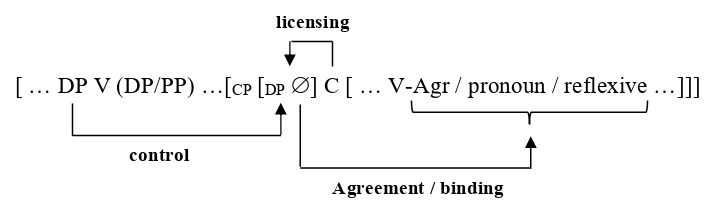 licensing
[ … DP V (DP/PP) …[CP [DP ∅] C [ … V-Agr / pronoun / reflexive …]]]
control
Agreement / binding